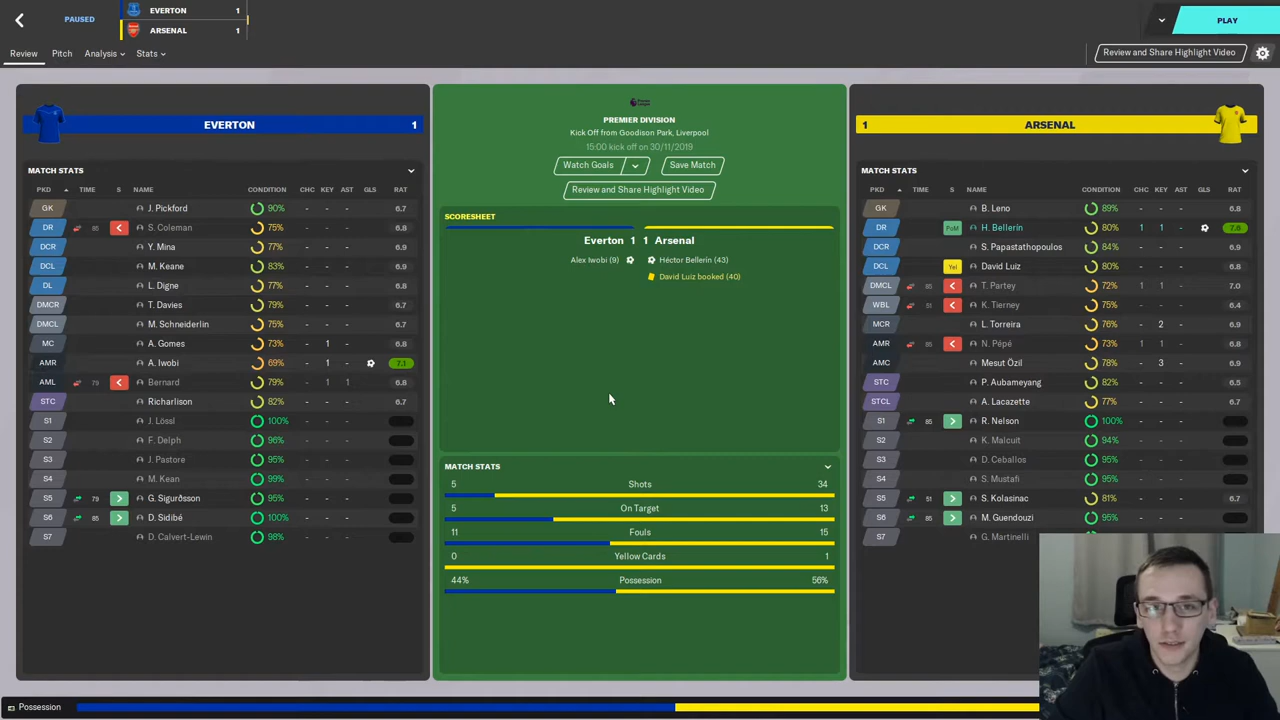 EVERTON 1
PAUSED
PLAY
ARSENAL 1
Review Pitch Analysis Stats
Review and Share Highlight Video
EVERTON 1
MATCH STATS
PKD TIME S NAME CONDITION CHC KEY AST GLS RAT
GK J. Pickford 90% - - - 6.7
DR 85 S. Coleman 75% - - - 6.8
DCR Y. Mina 77% - - - 6.9
DCL M. Keane 83% - - - 6.9
DL L. Digne 77% - - - 6.8
DMCR T. Davies 79% - - - 6.7
DMCL M. Schneiderlin 75% - - - 6.7
MC A. Gomes 73% - 1 - 6.8
AMR A. Iwobi 69% - 1 - 7.1
AML 79 Bernard 79% - 1 1 6.8
STC Richarlison 82% - - - 6.7
S1 J. Lössl 100% - - -
S2 F. Delph 96% - - -
S3 J. Pastore 95% - - -
S4 M. Kean 99% - - -
S5 79 G. Sigurðsson 95% - - -
S6 85 D. Sidibé 100% - - -
S7 D. Calvert-Lewin 98% - - -
PREMIER DIVISION
Kick Off from Goodison Park, Liverpool
15:00 kick off on 30/11/2019
Watch Goals
Save Match
Review and Share Highlight Video
SCORESHEET
Everton 1 1 Arsenal
Alex Iwobi (9) Héctor Bellerín (43)
David Luiz booked (40)
MATCH STATS
5 Shots 34
5 On Target 13
11 Fouls 15
0 Yellow Cards 1
44% Possession 56%
1 ARSENAL
MATCH STATS
PKD TIME S NAME CONDITION CHC KEY AST GLS RAT
GK B. Leno 89% - - - 6.8
DR PoM H. Bellerín 80% 1 1 - 7.8
DCR S. Papastathopoulos 80% - - - 6.9
DCL Yel David Luiz 80% - - - 6.8
DMCL 85 T. Partey 72% 1 1 - 7.0
WBL 51 K. Tierney 75% - - - 6.4
MCR L. Torreira 76% - 2 - 6.9
AMR 85 N. Pépé 73% 1 1 - 6.8
AMC Mesut Özil 78% - 3 - 6.9
STC P. Aubameyang 82% - - - 6.5
STCL A. Lacazette 77% - - - 6.7
S1 85 R. Nelson 100% - - -
S2 K. Malcuit 94% - - -
S3 D. Ceballos 95% - - -
S4 S. Mustafi 95% - - -
S5 51 S. Kolasinac 81% - - - 6.7
S6 85 M. Guendouzi 95% - - -
S7 G. Martinelli
Possession